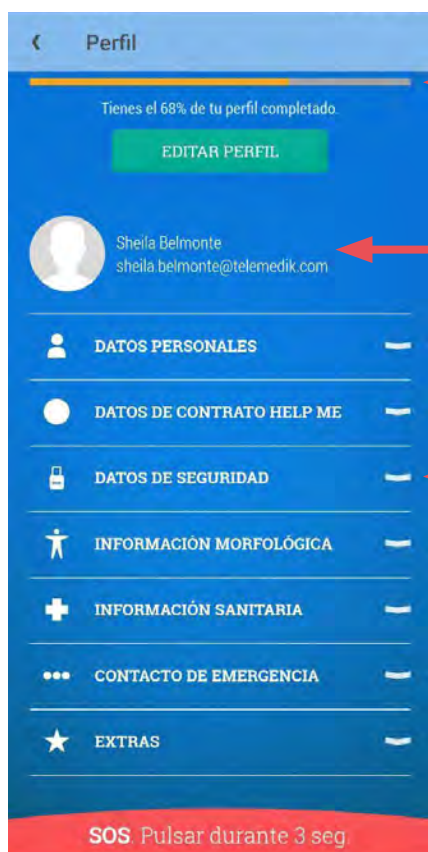 Perfil
Tienes el 68% de tu perfil completado.
EDITAR PERFIL
Sheila Belmonte
sheila.belmonte@telemedik.com
DATOS PERSONALES
DATOS DE CONTRATO HELP ME
DATOS DE SEGURIDAD
INFORMACIÓN MORFOLÓGICA
INFORMACIÓN SANITARIA
CONTACTO DE EMERGENCIA
EXTRAS
SOS. Pulsar durante 3 seg.